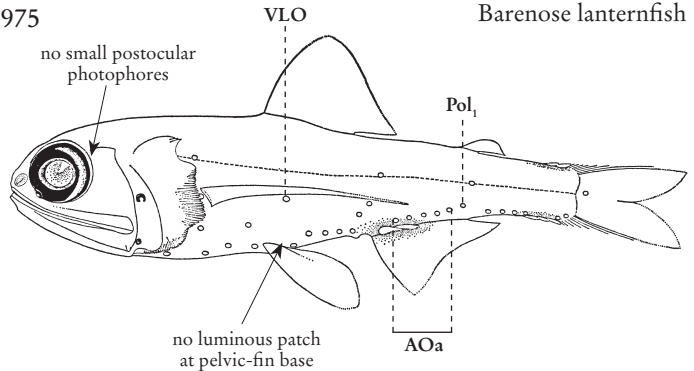 975
VLO
Barenose lanternfish
no small postocular
photophores
Pol₁
no luminous patch
at pelvic-fin base
AOa